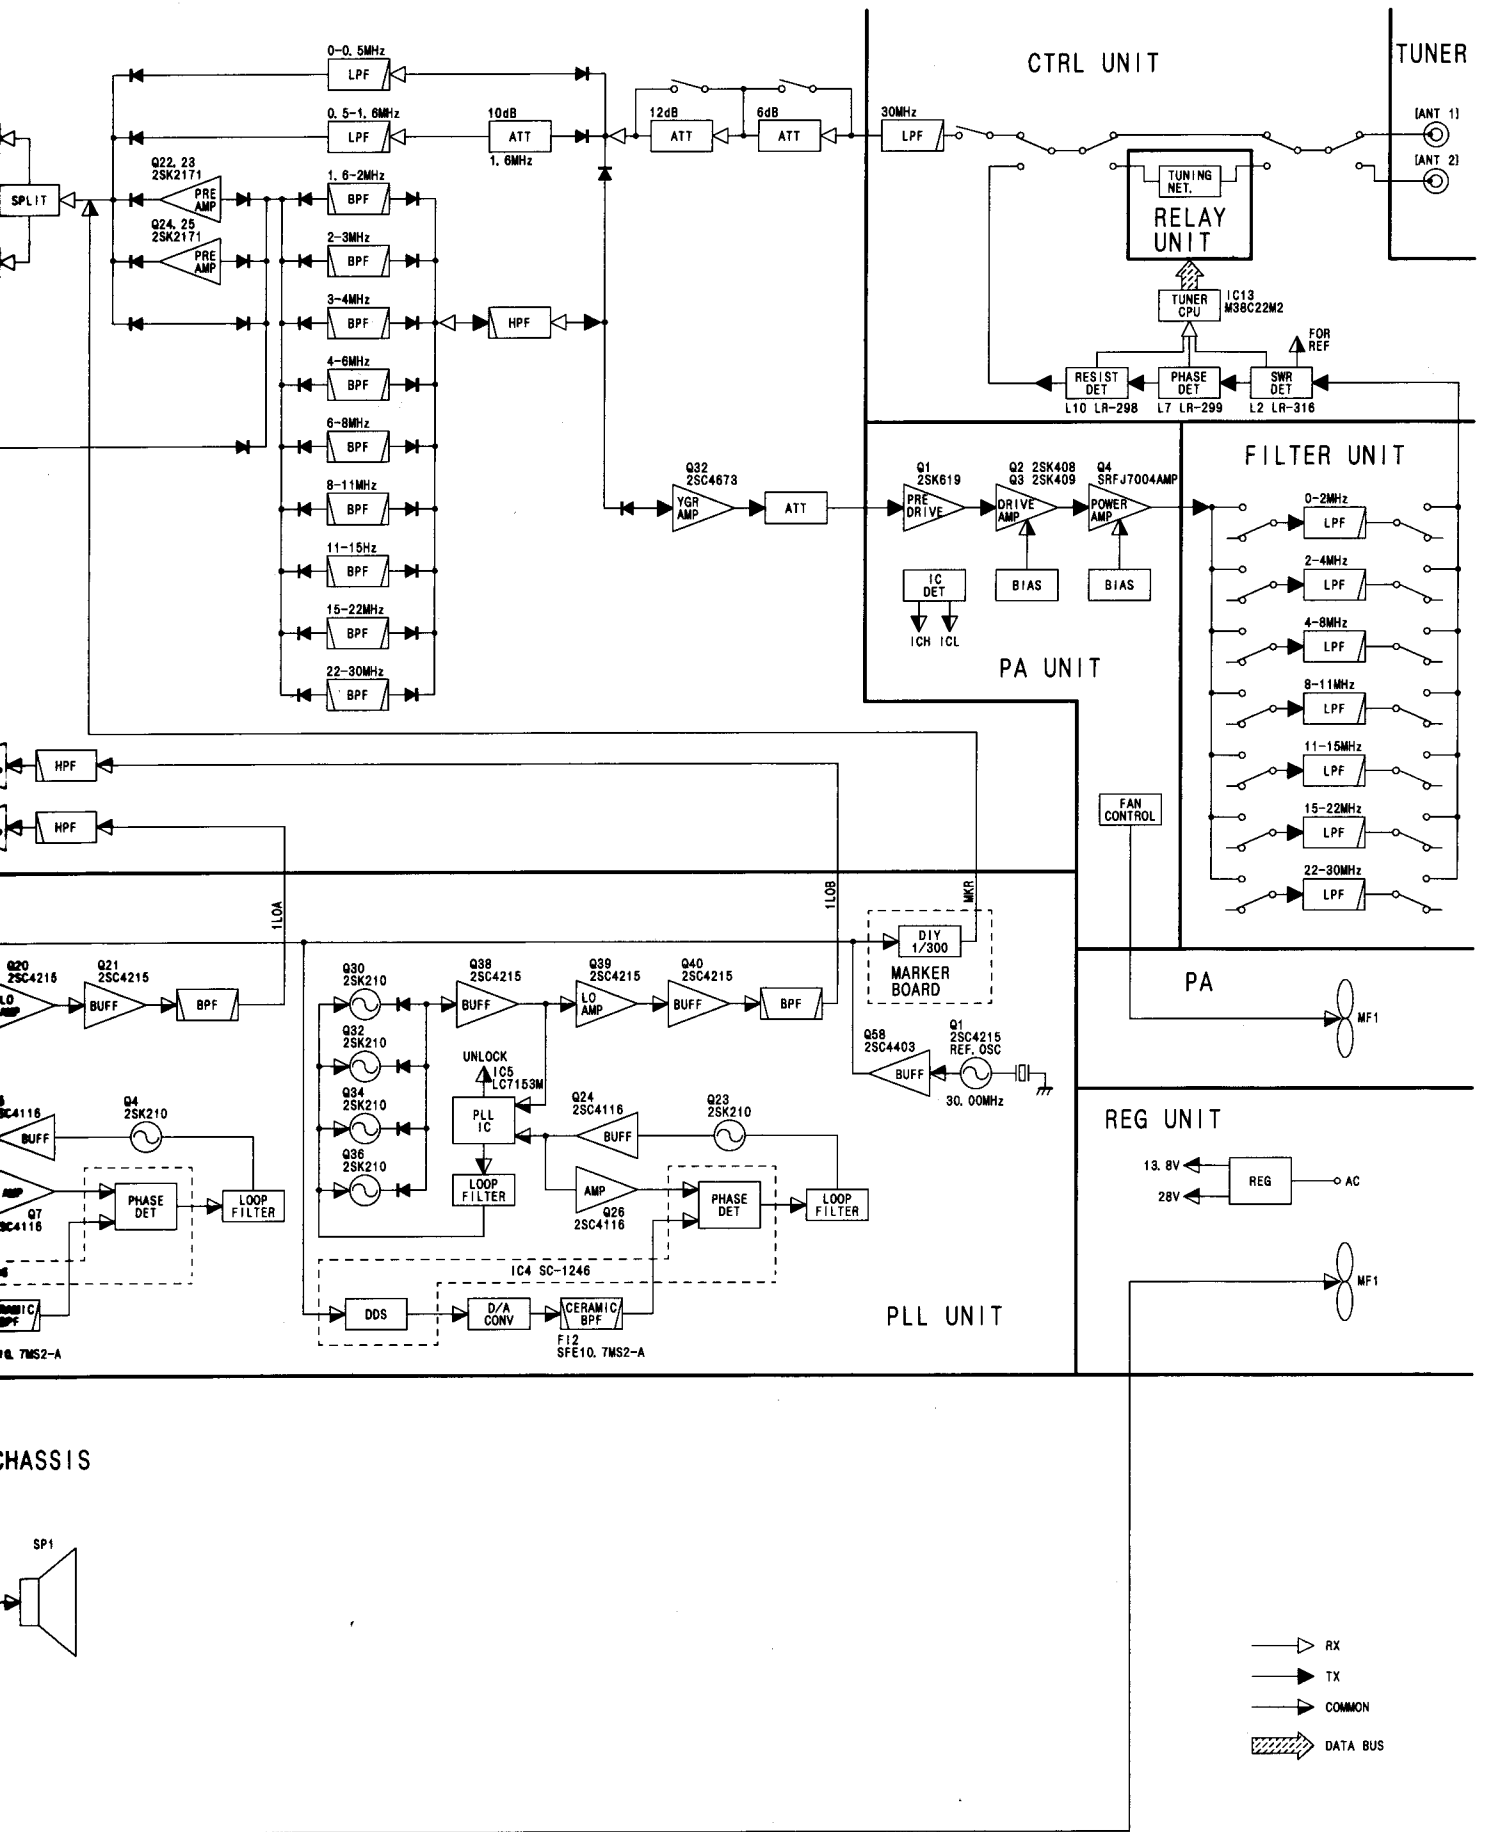 CTRL UNIT
TUNER
0-0.5MHz
LPF
0.5-1.6MHz
LPF
10dB
ATT
1.6MHz
12dB
ATT
6dB
ATT
30MHz
LPF
[ANT 1]
[ANT 2]
Q22, 23
2SK2171
PRE
AMP
SPLIT
Q24, 25
2SK2171
PRE
AMP
1.6-2MHz
BPF
2-3MHz
BPF
3-4MHz
BPF
HPF
4-6MHz
BPF
6-8MHz
BPF
8-11MHz
BPF
11-15Hz
BPF
15-22MHz
BPF
22-30MHz
BPF
TUNING
NET.
RELAY
UNIT
TUNER
CPU
IC13
M38C22M2
FOR
REF
RESIST
DET
PHASE
DET
SWR
DET
L10 LR-298
L7 LR-299
L2 LR-316
Q32
2SC4673
YGR
AMP
ATT
Q1
2SK619
PRE
DRIVE
Q2 2SK408
Q3 2SK409
DRIVE
AMP
Q4
SRFJ7004AMP
POWER
AMP
IC
DET
BIAS
BIAS
ICH ICL
PA UNIT
FILTER UNIT
0-2MHz
LPF
2-4MHz
LPF
4-8MHz
LPF
8-11MHz
LPF
11-15MHz
LPF
15-22MHz
LPF
22-30MHz
LPF
HPF
HPF
FAN
CONTROL
1LOA
1LOB
MKR
DIY
1/300
MARKER
BOARD
Q20
2SC4215
LO
AMP
Q21
2SC4215
BUFF
BPF
Q30
2SK210
Q32
2SK210
Q34
2SK210
Q36
2SK210
Q38
2SC4215
BUFF
Q39
2SC4215
LO
AMP
Q40
2SC4215
BUFF
BPF
UNLOCK
IC5
LC7153M
PLL
IC
LOOP
FILTER
Q58
2SC4403
BUFF
Q1
2SC4215
REF.OSC
30.00MHz
PA
MF1
SC4116
BUFF
Q4
2SK210
AMP
Q7
SC4116
PHASE
DET
LOOP
FILTER
Q24
2SC4116
BUFF
Q23
2SK210
AMP
Q26
2SC4116
PHASE
DET
LOOP
FILTER
IC4 SC-1246
DDS
D/A
CONV
CERAMIC
BPF
FI2
SFE10.7MS2-A
RAMIC
BPF
10.7MS2-A
PLL UNIT
REG UNIT
13.8V
28V
REG
AC
MF1
CHASSIS
SP1
RX
TX
COMMON
DATA BUS